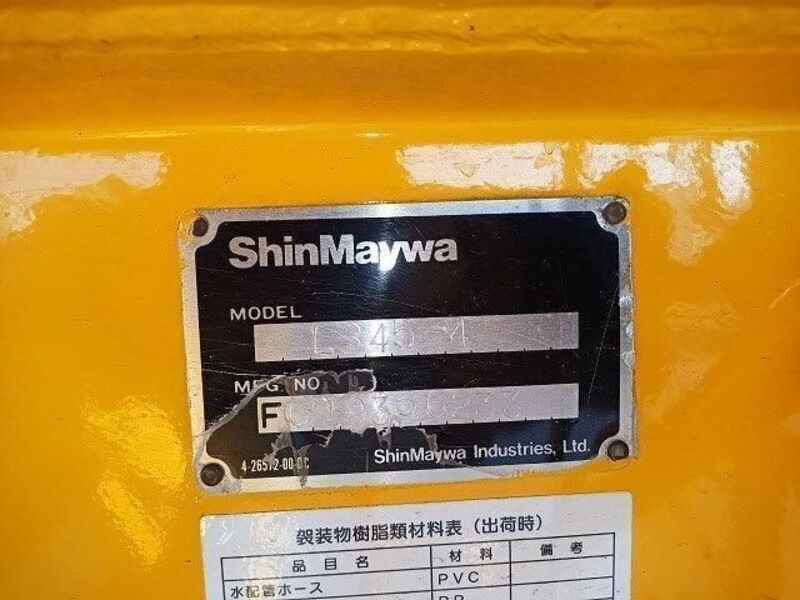 ShinMaywa
MODEL
L345-4
MFG. NO
F
4-26572-00-0C
ShinMaywa Industries, Ltd.
架装物樹脂類材料表(出荷時)
品目名 材料 備考
水配管ホース PVC
PP